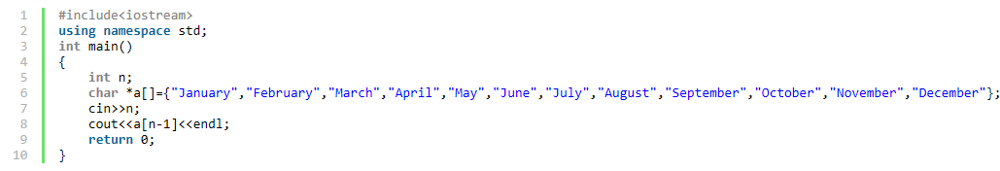 1 #include<iostream>
2 using namespace std;
3 int main()
4 {
5     int n;
6     char *a[]={"January","February","March","April","May","June","July","August","September","October","November","December"};
7     cin>>n;
8     cout<<a[n-1]<<endl;
9     return 0;
10 }